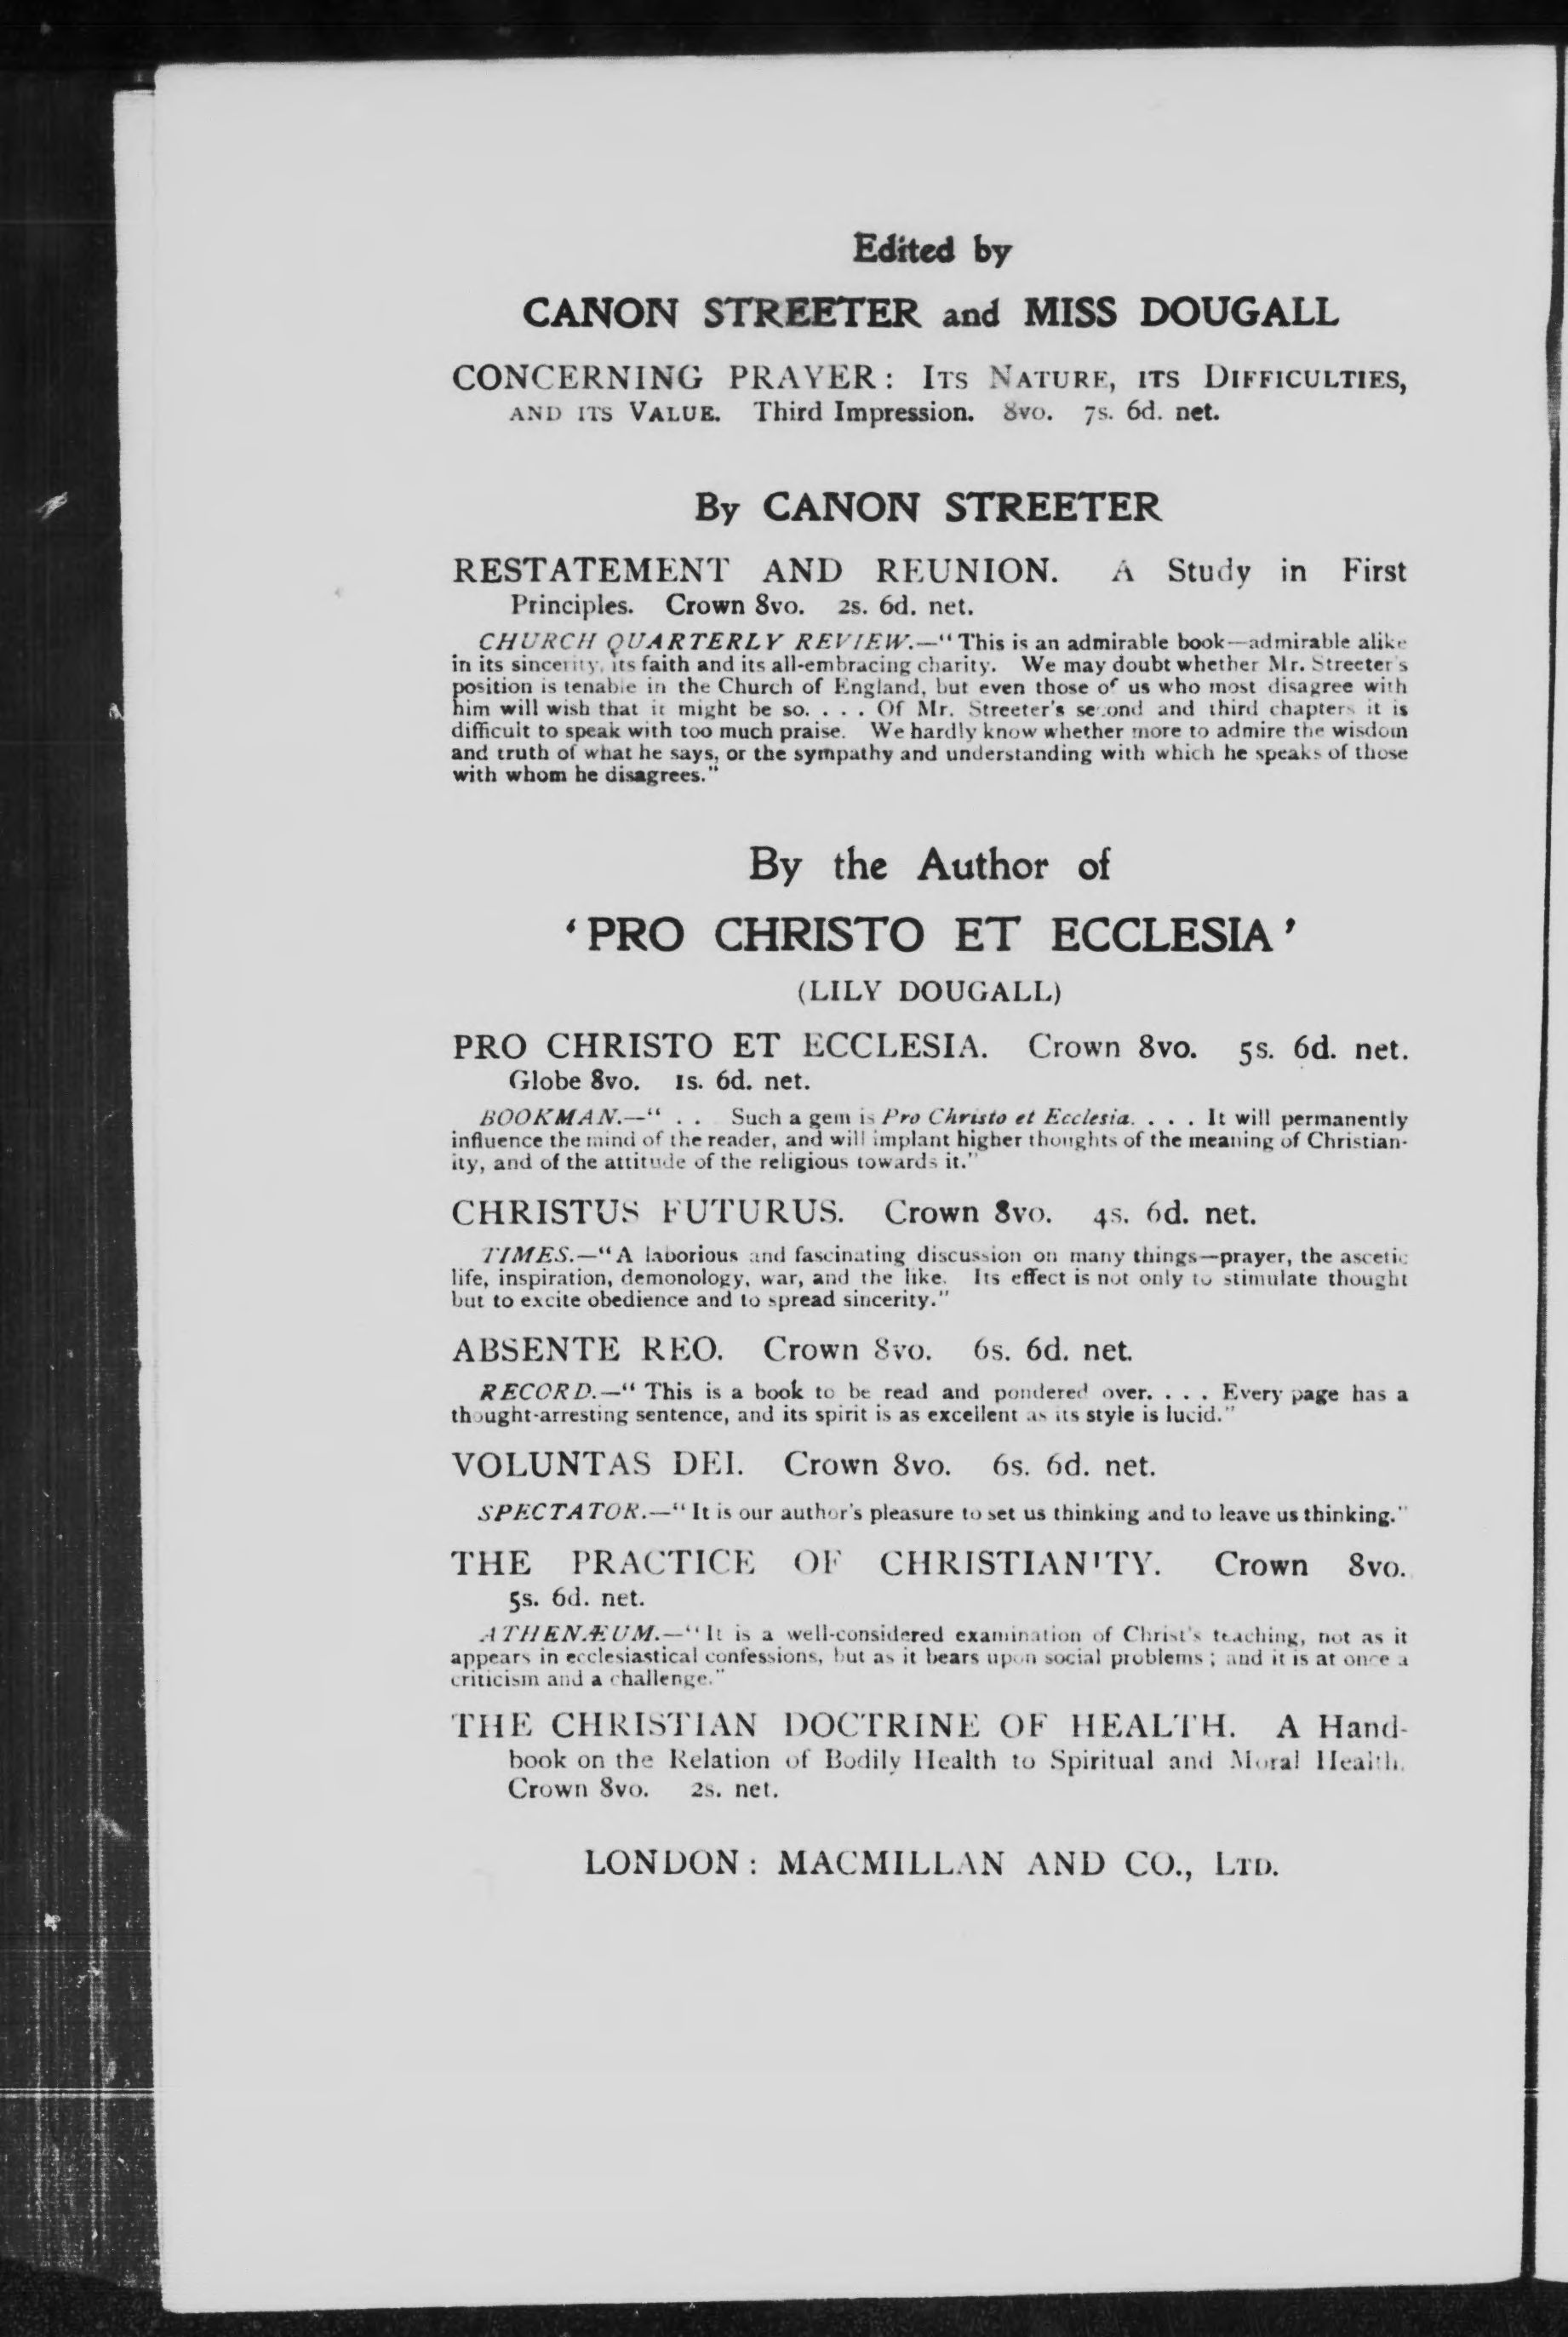 Edited by
CANON STREETER and MISS DOUGALL
CONCERNING PRAYER: ITS NATURE, ITS DIFFICULTIES,
AND ITS VALUE. Third Impression. 8vo. 7s. 6d. net.
By CANON STREETER
RESTATEMENT AND REUNION. A Study in First
Principles. Crown 8vo. 2s. 6d. net.
CHURCH QUARTERLY REVIEW.—"This is an admirable book—admirable alike
in its sincerity, its faith and its all-embracing charity. We may doubt whether Mr. Streeter's
position is tenable in the Church of England, but even those of us who most disagree with
him will wish that it might be so. . . . Of Mr. Streeter's second and third chapters it is
difficult to speak with too much praise. We hardly know whether more to admire the wisdom
and truth of what he says, or the sympathy and understanding with which he speaks of those
with whom he disagrees."
By the Author of
'PRO CHRISTO ET ECCLESIA'
(LILY DOUGALL)
PRO CHRISTO ET ECCLESIA. Crown 8vo. 5s. 6d. net.
Globe 8vo. 1s. 6d. net.
BOOKMAN.—" . . Such a gem is Pro Christo et Ecclesia. . . . It will permanently
influence the mind of the reader, and will implant higher thoughts of the meaning of Christian-
ity, and of the attitude of the religious towards it."
CHRISTUS FUTURUS. Crown 8vo. 4s. 6d. net.
TIMES.—"A laborious and fascinating discussion on many things—prayer, the ascetic
life, inspiration, demonology, war, and the like. Its effect is not only to stimulate thought
but to excite obedience and to spread sincerity."
ABSENTE REO. Crown 8vo. 6s. 6d. net.
RECORD.—"This is a book to be read and pondered over. . . . Every page has a
thought-arresting sentence, and its spirit is as excellent as its style is lucid."
VOLUNTAS DEI. Crown 8vo. 6s. 6d. net.
SPECTATOR.—"It is our author's pleasure to set us thinking and to leave us thinking."
THE PRACTICE OF CHRISTIANITY. Crown 8vo.
5s. 6d. net.
ATHENÆUM.—"It is a well-considered examination of Christ's teaching, not as it
appears in ecclesiastical confessions, but as it bears upon social problems; and it is at once a
criticism and a challenge."
THE CHRISTIAN DOCTRINE OF HEALTH. A Hand-
book on the Relation of Bodily Health to Spiritual and Moral Health.
Crown 8vo. 2s. net.
LONDON: MACMILLAN AND CO., LTD.